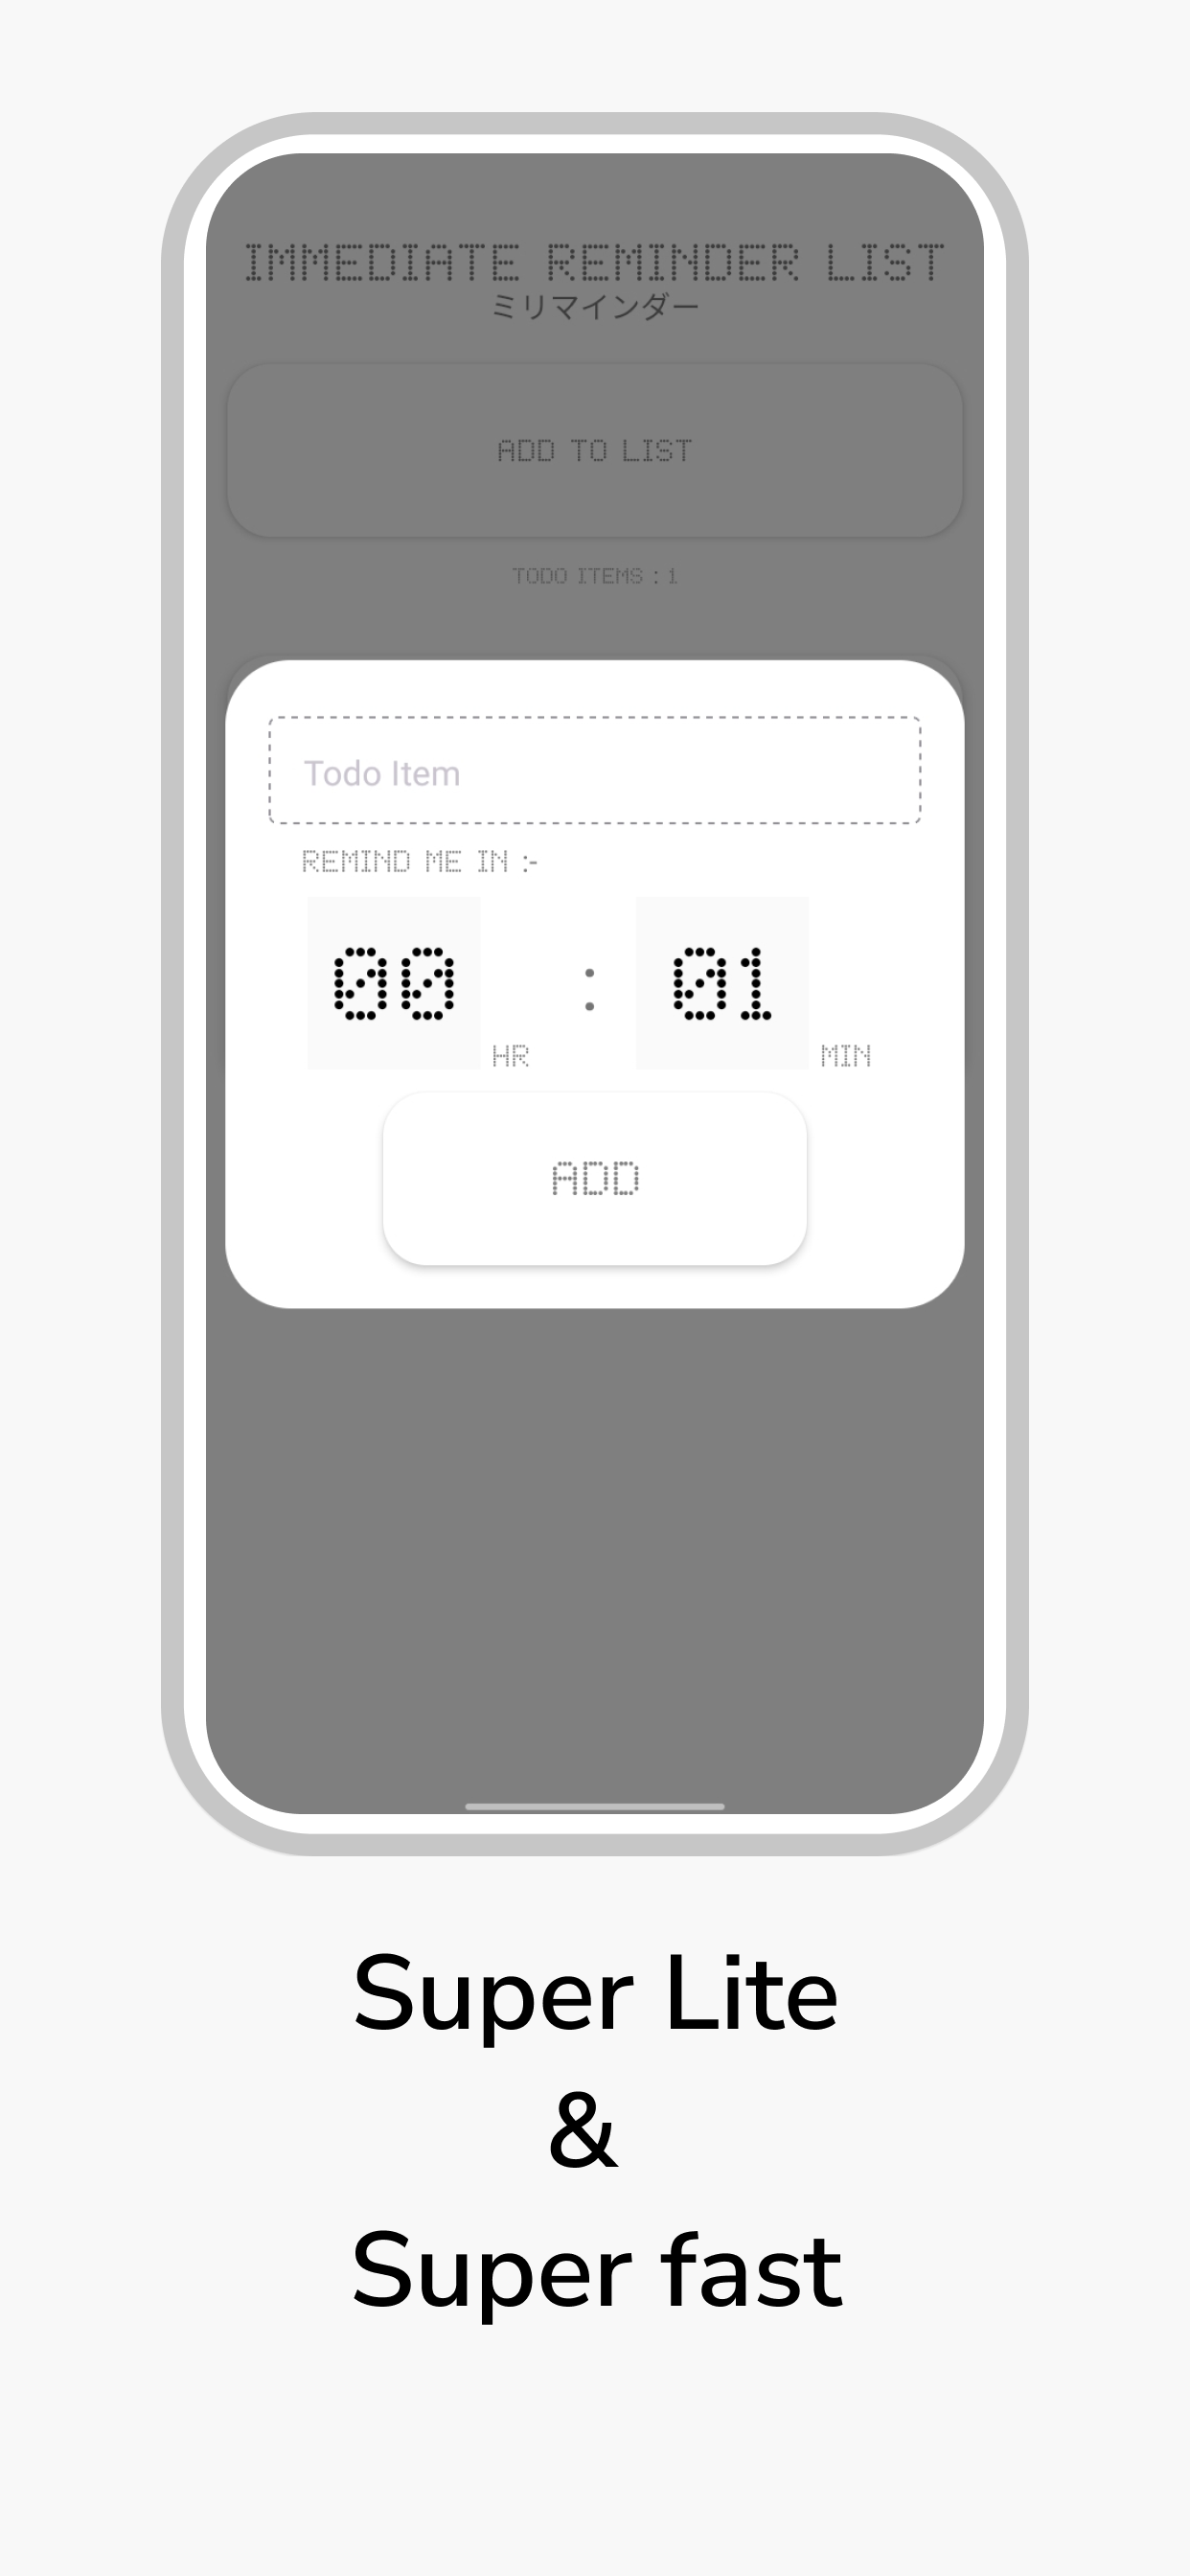 IMMEDIATE REMINDER LIST
ミリマインダー
ADD TO LIST
TODO ITEMS : 1
Todo Item
REMIND ME IN :-
00 : 01
HR MIN
ADD
Super Lite
&
Super fast